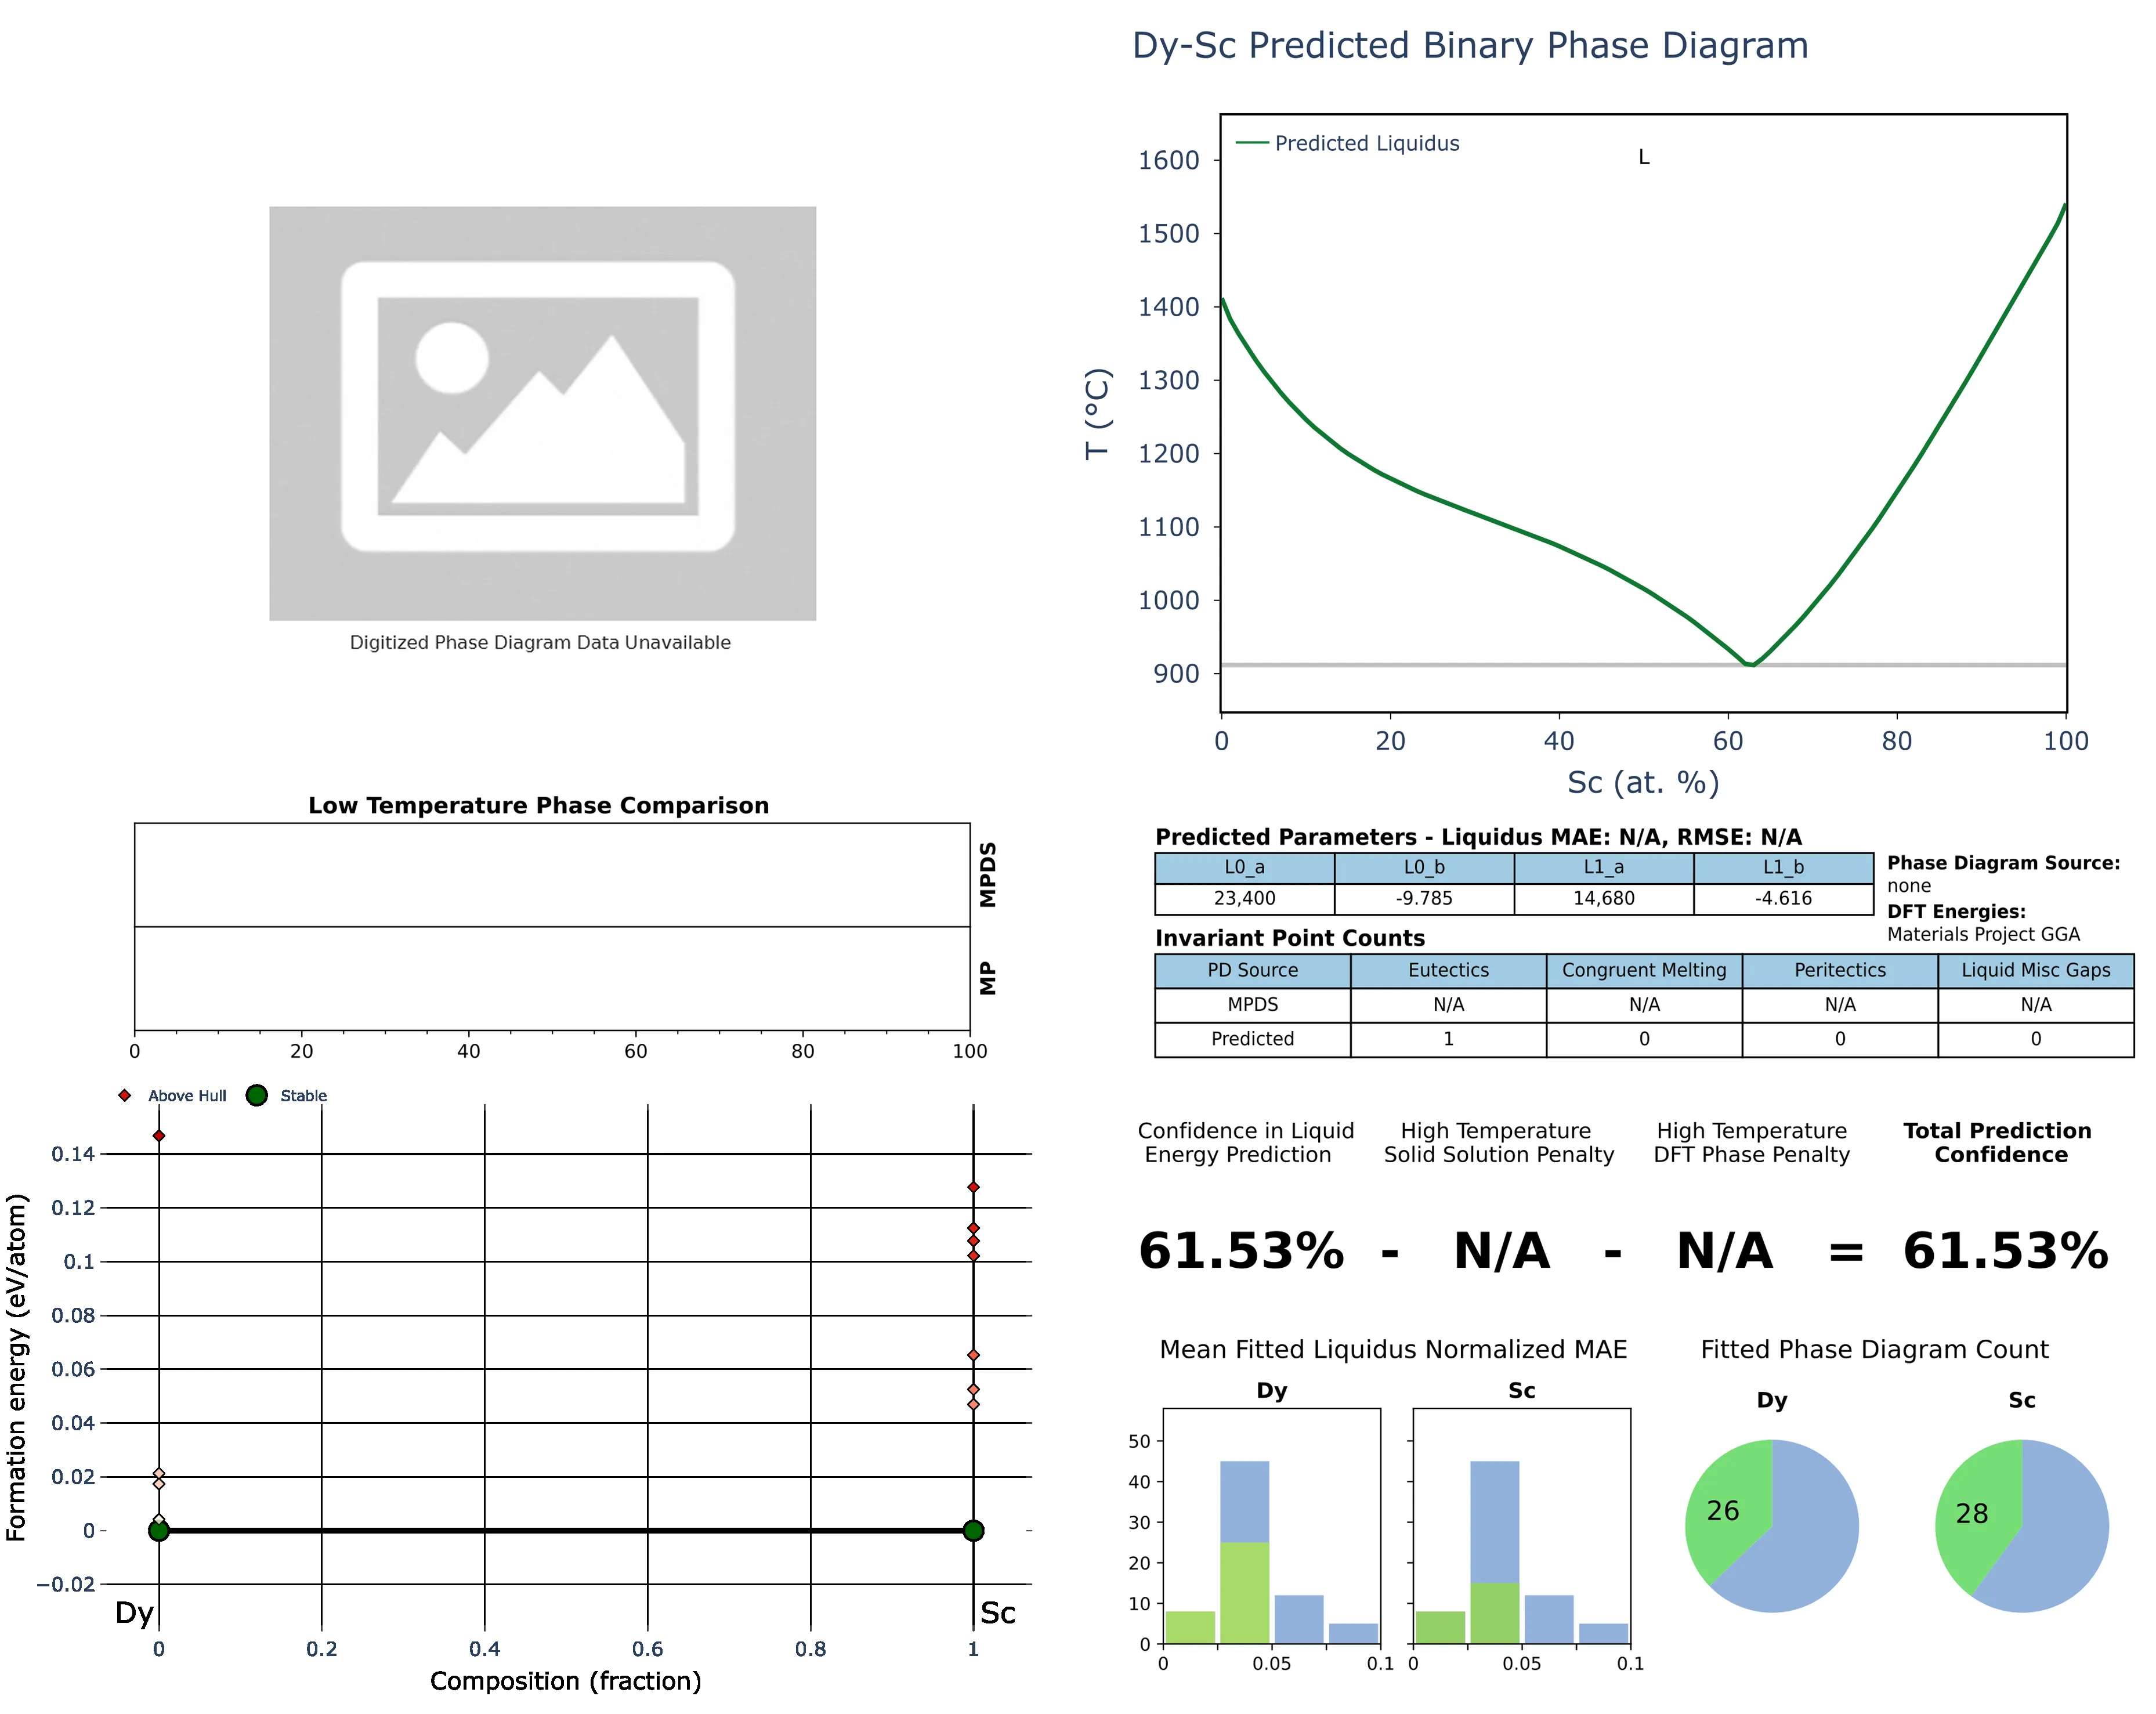 Dy-Sc Predicted Binary Phase Diagram
Digitized Phase Diagram Data Unavailable
Predicted Liquidus
L
1600
1500
1400
1300
1200
1100
1000
900
T (°C)
0 20 40 60 80 100
Sc (at. %)
Low Temperature Phase Comparison
MPDS
MP
0 20 40 60 80 100
Predicted Parameters - Liquidus MAE: N/A, RMSE: N/A
L0_a L0_b L1_a L1_b
23,400 -9.785 14,680 -4.616
Phase Diagram Source:
none
DFT Energies:
Materials Project GGA
Invariant Point Counts
PD Source Eutectics Congruent Melting Peritectics Liquid Misc Gaps
MPDS N/A N/A N/A N/A
Predicted 1 0 0 0
Above Hull Stable
0.14
0.12
0.1
0.08
0.06
0.04
0.02
0
−0.02
Formation energy (eV/atom)
Dy Sc
0 0.2 0.4 0.6 0.8 1
Composition (fraction)
Confidence in Liquid
Energy Prediction
High Temperature
Solid Solution Penalty
High Temperature
DFT Phase Penalty
Total Prediction
Confidence
61.53% - N/A - N/A = 61.53%
Mean Fitted Liquidus Normalized MAE
Dy Sc
50
40
30
20
10
0
0 0.05 0.1 0 0.05 0.1
Fitted Phase Diagram Count
Dy Sc
26 28